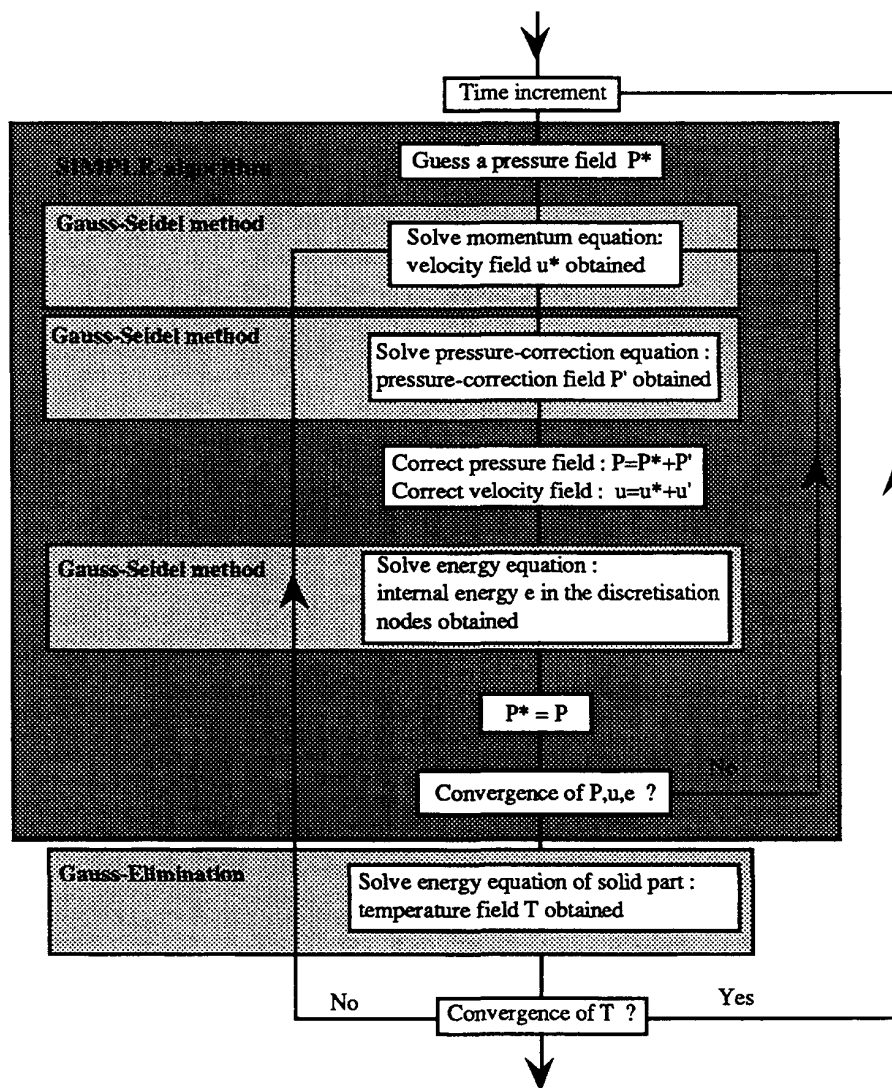 Time increment
SIMPLE-algorithm
Guess a pressure field P*
Gauss-Seidel method
Solve momentum equation:
velocity field u* obtained
Gauss-Seidel method
Solve pressure-correction equation :
pressure-correction field P' obtained
Correct pressure field : P=P*+P'
Correct velocity field : u=u*+u'
Gauss-Seidel method
Solve energy equation :
internal energy e in the discretisation
nodes obtained
P* = P
No
Convergence of P,u,e ?
Gauss-Elimination
Solve energy equation of solid part :
temperature field T obtained
No
Yes
Convergence of T ?